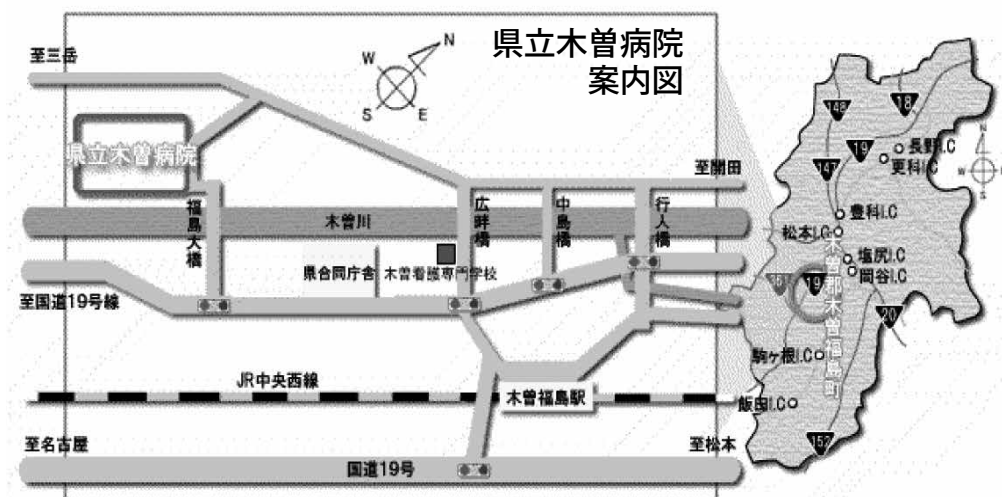 県立木曽病院
案内図
至三岳
N
W
S
E
県立木曽病院
至開田
福島大橋
木曽川
広畔橋
中島橋
行人橋
県合同庁舎
木曽看護専門学校
至国道19号線
JR中央西線
木曽福島駅
至名古屋
国道19号
至松本
148
18
19
147
長野I.C
更科I.C
N
W
S
豊科I.C
松本I.C
塩尻I.C
岡谷I.C
19
20
木曽郡木曽福島町
駒ヶ根I.C
飯田I.C
152